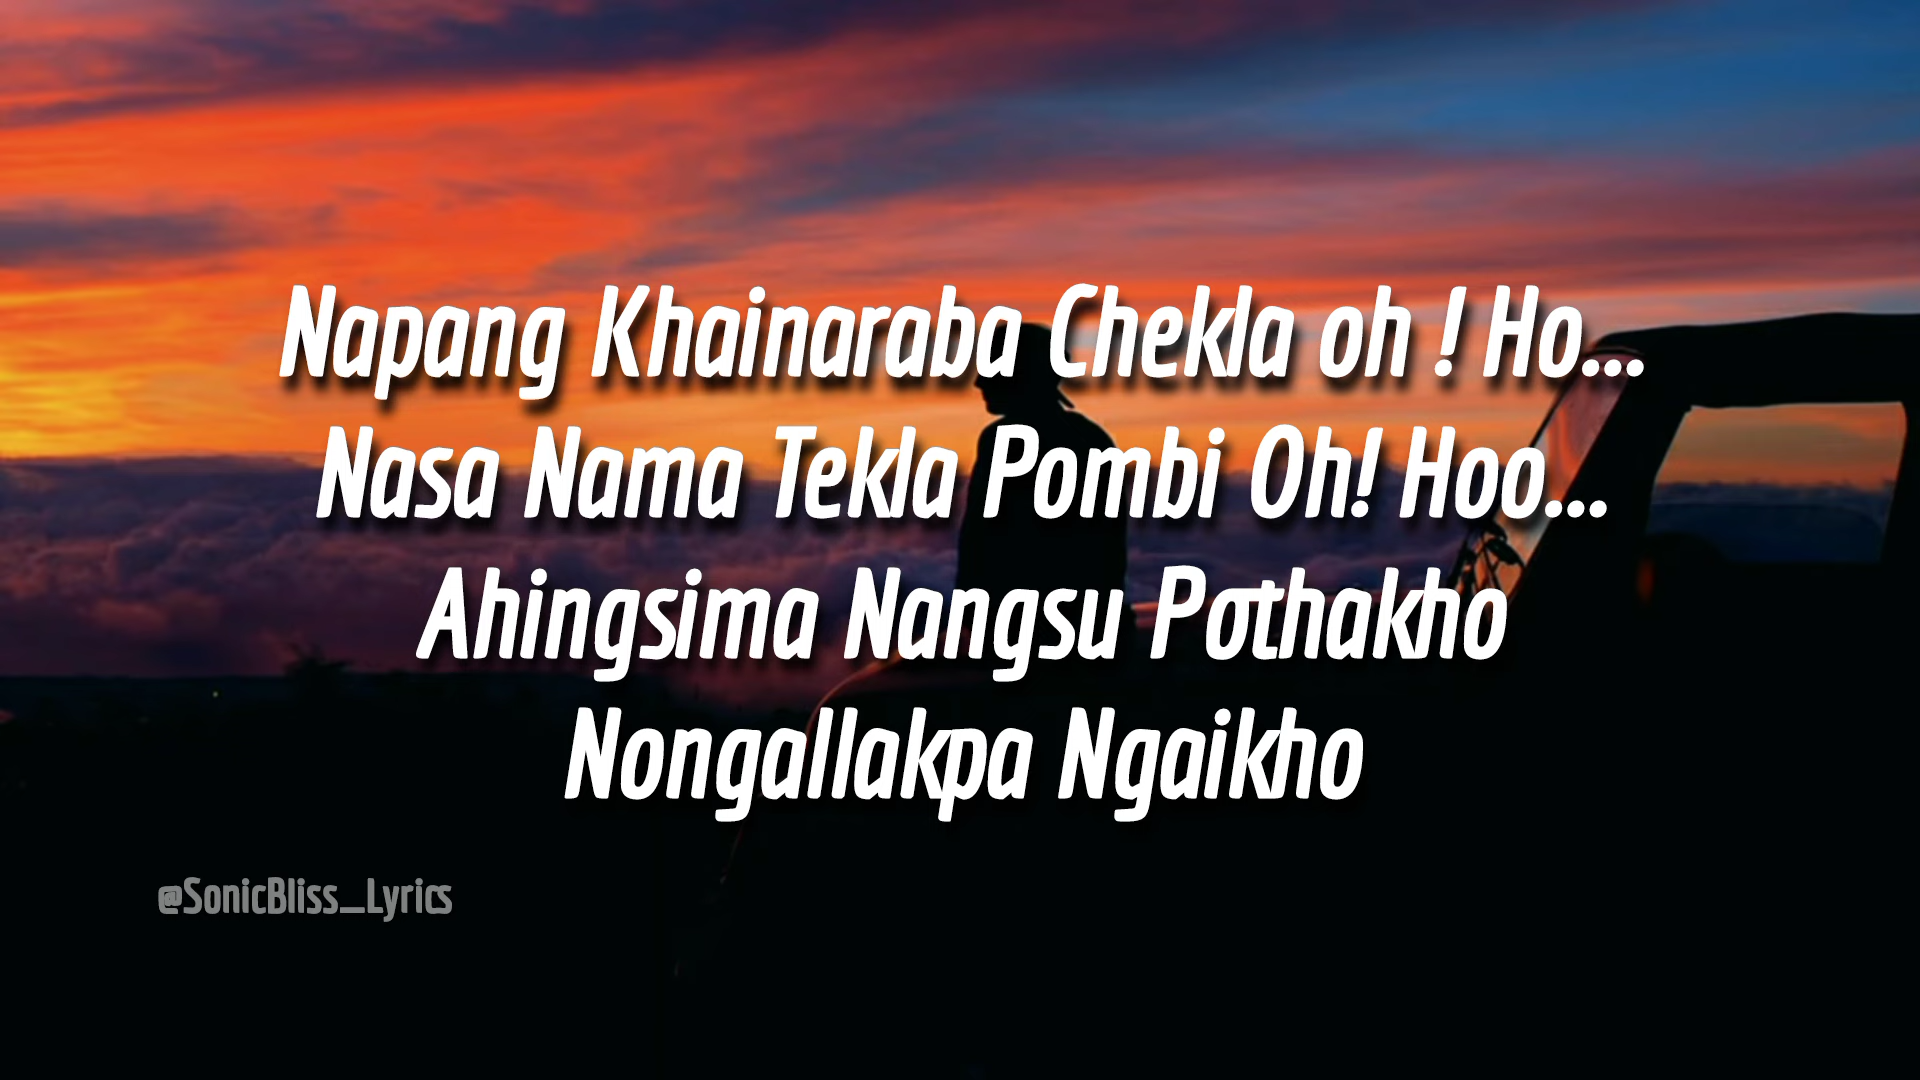 Napang Khainaraba Chekla oh ! Ho...
Nasa Nama Tekla Pombi Oh! Hoo...
Ahingsima Nangsu Pothakho
Nongallakpa Ngaikho
@SonicBliss_Lyrics